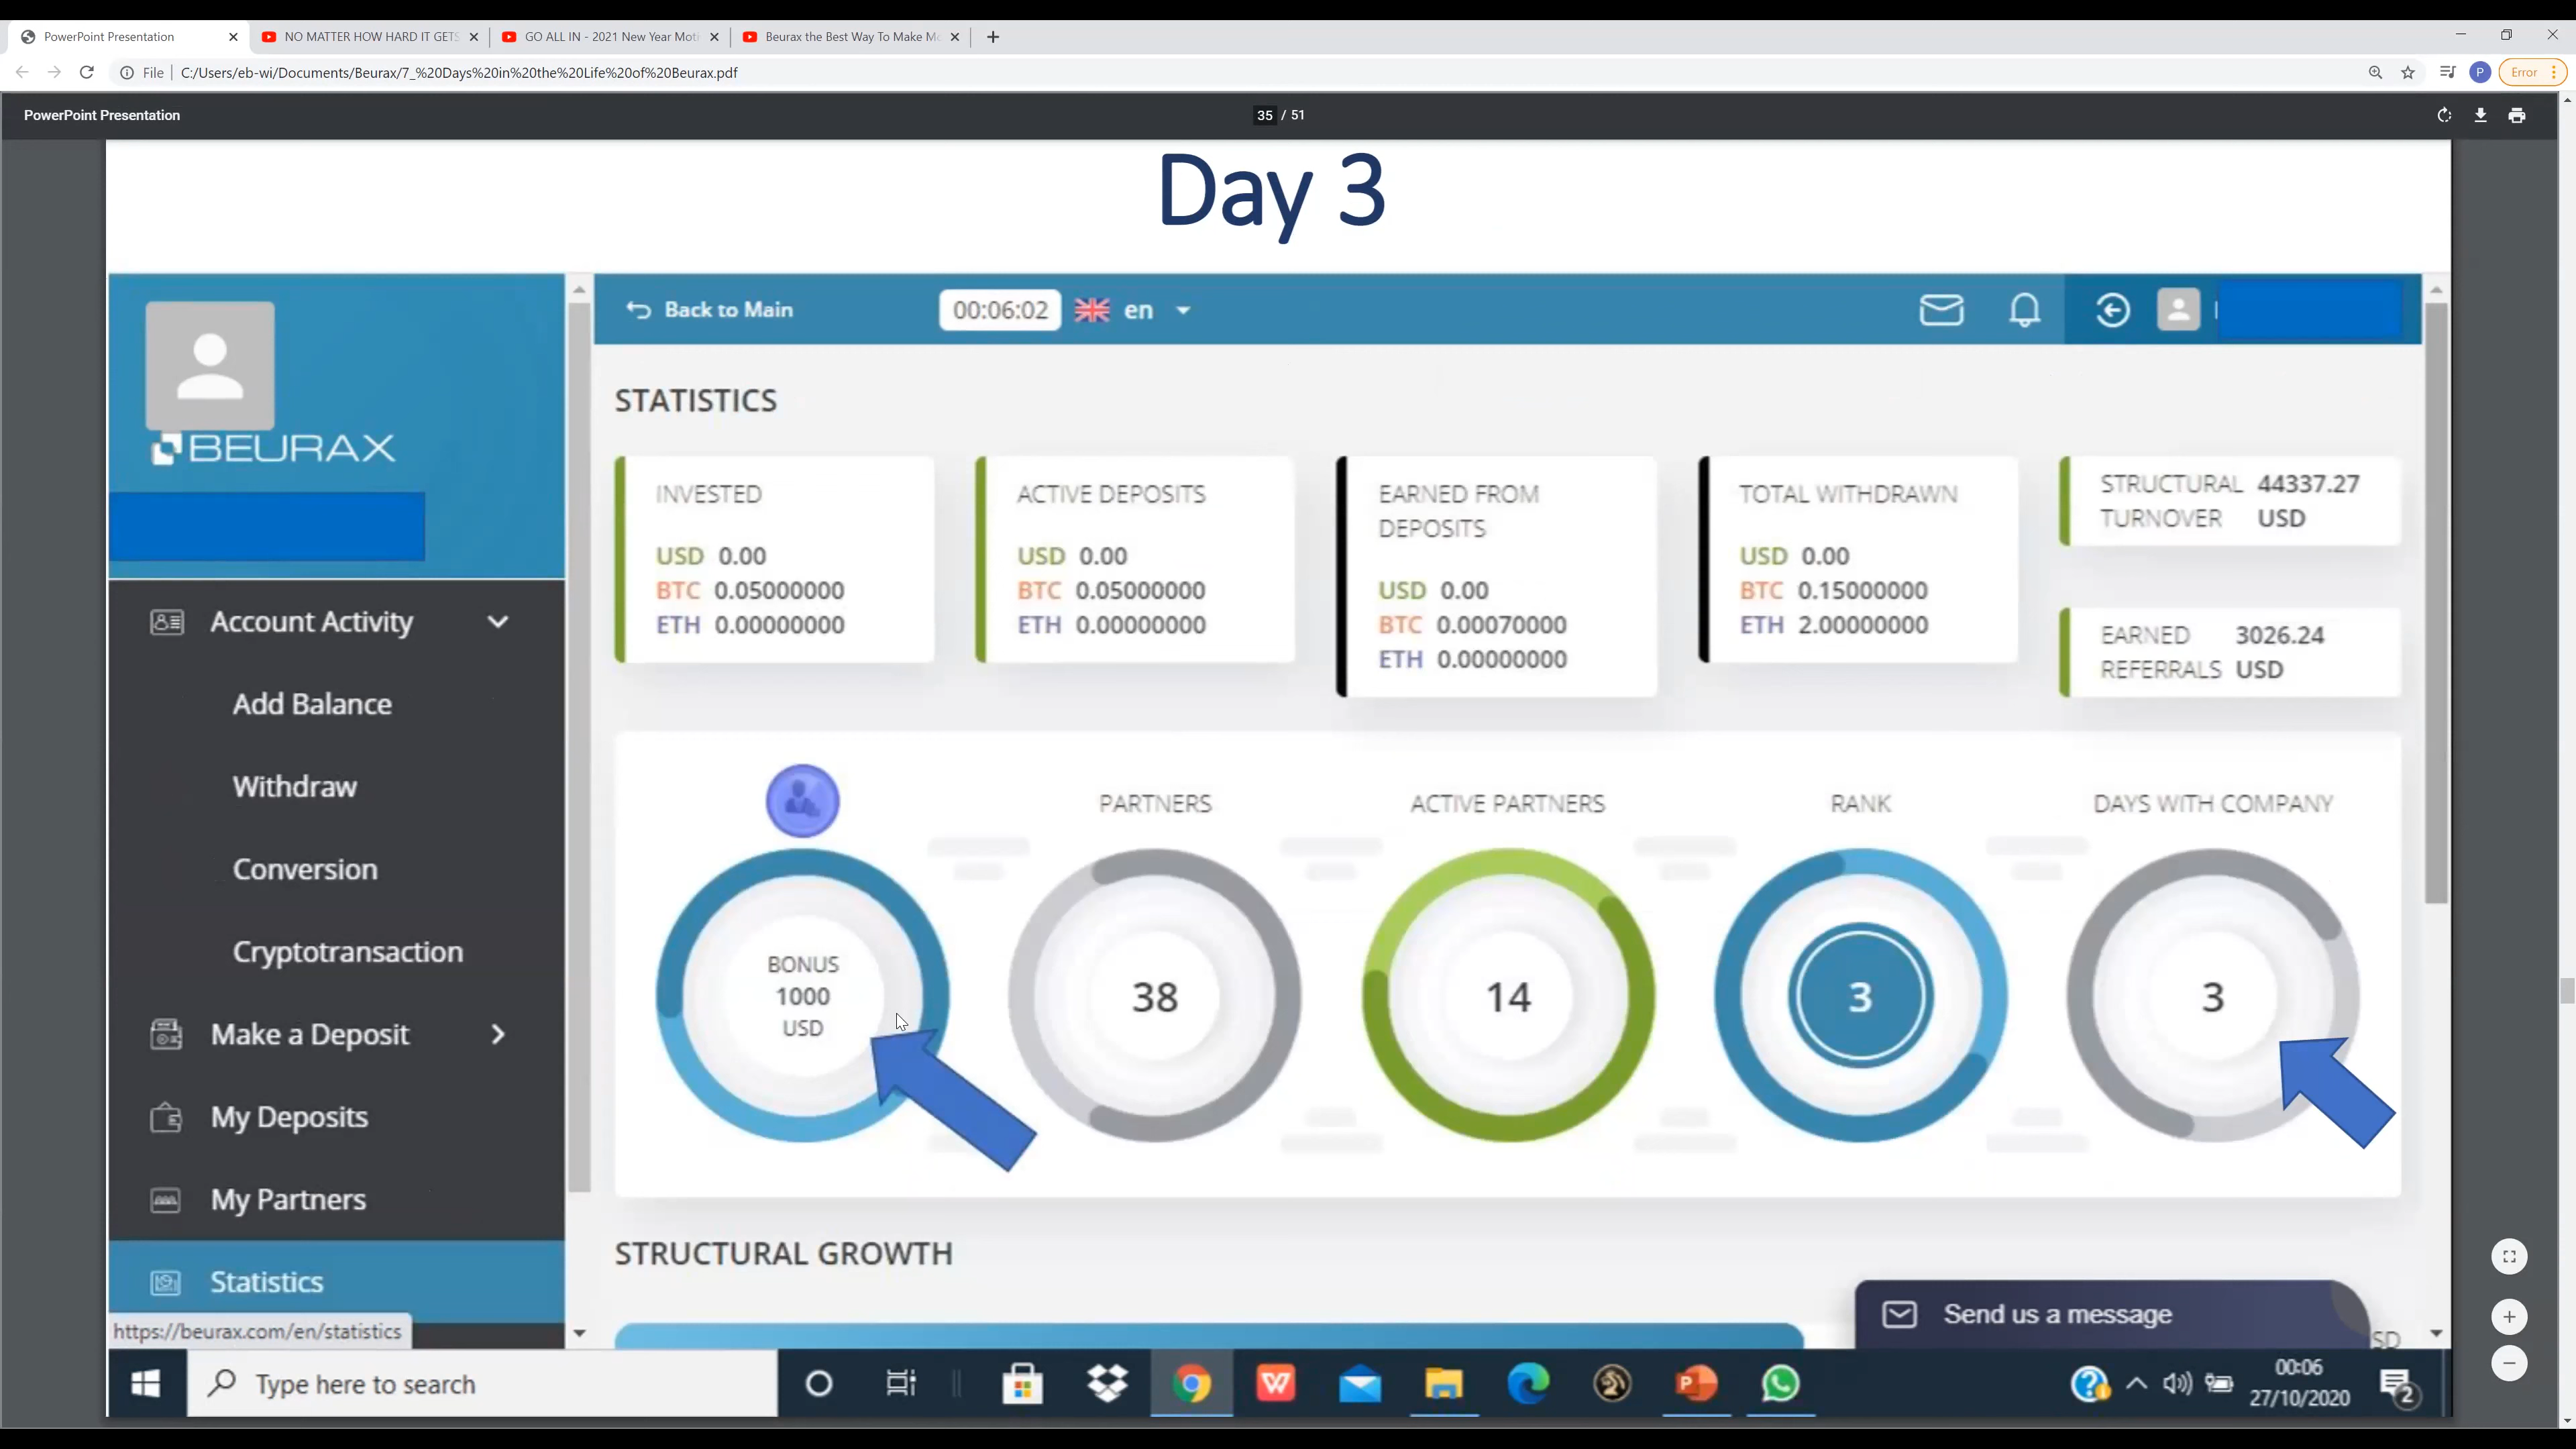 PowerPoint Presentation
NO MATTER HOW HARD IT GETS
GO ALL IN - 2021 New Year Moti
Beurax the Best Way To Make Mo
File
C:/Users/eb-wi/Documents/Beurax/7_%20Days%20in%20the%20Life%20of%20Beurax.pdf
P
Error
PowerPoint Presentation
35 / 51
Day 3
BEURAX
Account Activity
Add Balance
Withdraw
Conversion
Cryptotransaction
Make a Deposit
My Deposits
My Partners
Statistics
https://beurax.com/en/statistics
Back to Main
00:06:02
en
STATISTICS
INVESTED
USD 0.00
BTC 0.05000000
ETH 0.00000000
ACTIVE DEPOSITS
USD 0.00
BTC 0.05000000
ETH 0.00000000
EARNED FROM
DEPOSITS
USD 0.00
BTC 0.00070000
ETH 0.00000000
TOTAL WITHDRAWN
USD 0.00
BTC 0.15000000
ETH 2.00000000
STRUCTURAL 44337.27
TURNOVER USD
EARNED 3026.24
REFERRALS USD
BONUS
1000
USD
PARTNERS
38
ACTIVE PARTNERS
14
RANK
3
DAYS WITH COMPANY
3
STRUCTURAL GROWTH
Send us a message
Type here to search
00:06
27/10/2020
2